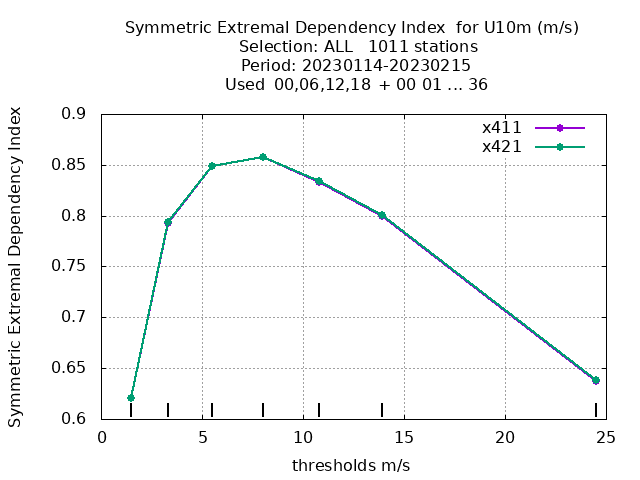 Symmetric Extremal Dependency Index  for U10m (m/s)
Selection: ALL   1011 stations
Period: 20230114-20230215
Used  00,06,12,18  + 00 01 ... 36
x411
x421
Symmetric Extremal Dependency Index
0.9
0.85
0.8
0.75
0.7
0.65
0.6
0
5
10
15
20
25
thresholds m/s